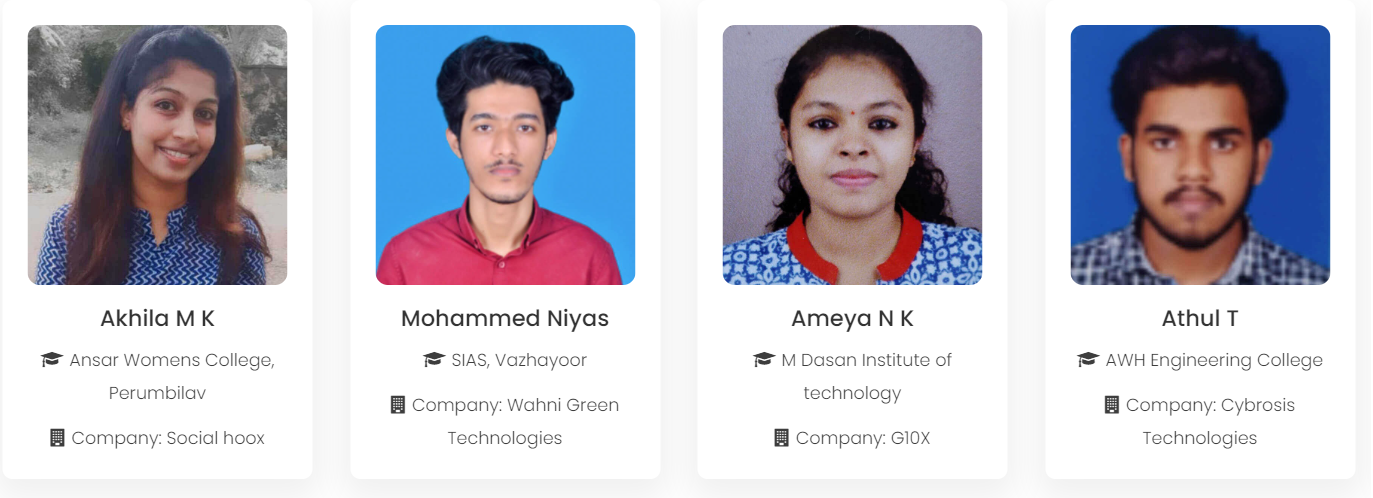 Akhila M K
Ansar Womens College,
Perumbilav
Company: Social hoox
Mohammed Niyas
SIAS, Vazhayoor
Company: Wahni Green
Technologies
Ameya N K
M Dasan Institute of
technology
Company: G10X
Athul T
AWH Engineering College
Company: Cybrosis
Technologies